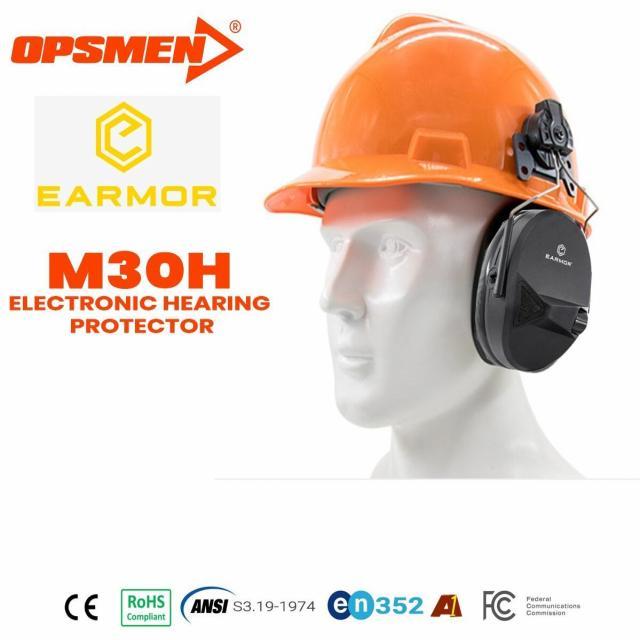 OPSMEN®
EARMOR
M30H
ELECTRONIC HEARING
PROTECTOR
EARMOR
CE
RoHS
Compliant
ANSI S3.19-1974
en352
A1
FC
Federal
Communications
Commission